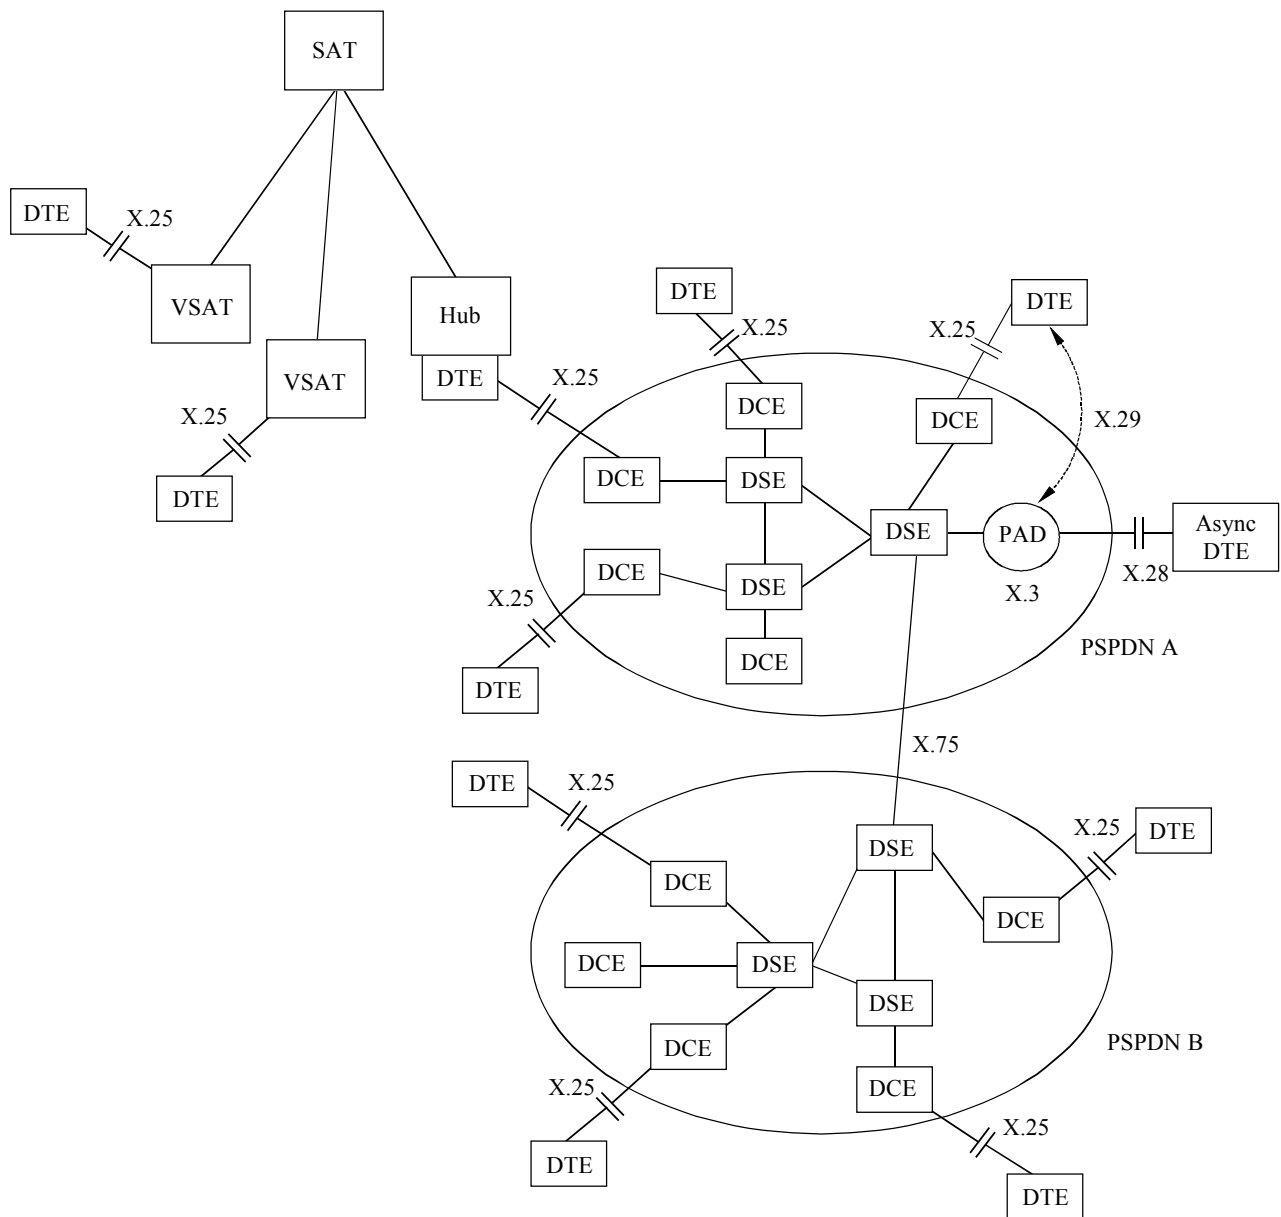 SAT
DTE
X.25
VSAT
Hub
DTE
DTE
X.25
DTE
X.25
VSAT
DTE
X.25
X.25
DTE
DCE
DCE
X.29
DCE
DSE
DSE
PAD
Async
DTE
X.28
X.3
DCE
DSE
X.25
DCE
DTE
PSPDN A
X.75
DTE
X.25
X.25
DTE
DSE
DCE
DCE
DCE
DSE
DSE
DCE
PSPDN B
X.25
DCE
X.25
DTE
DTE